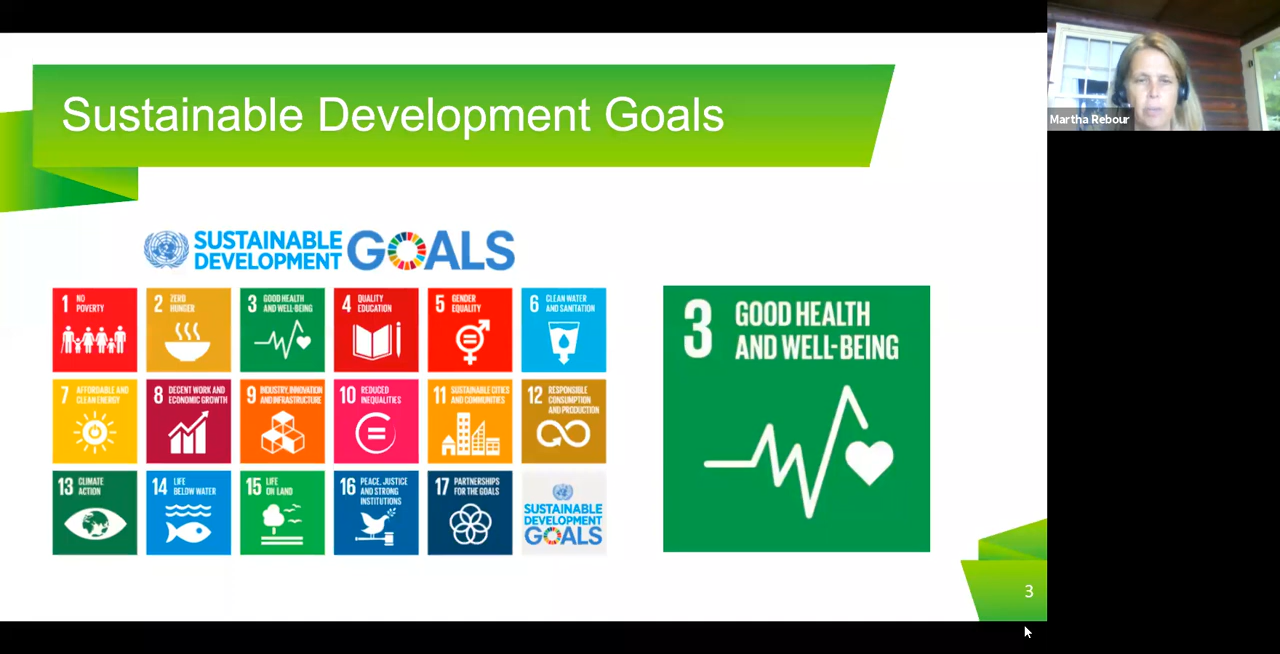 Sustainable Development Goals
Martha Rebour
SUSTAINABLE
DEVELOPMENT
GOALS
1 NO
POVERTY
2 ZERO
HUNGER
3 GOOD HEALTH
AND WELL-BEING
4 QUALITY
EDUCATION
5 GENDER
EQUALITY
6 CLEAN WATER
AND SANITATION
7 AFFORDABLE AND
CLEAN ENERGY
8 DECENT WORK AND
ECONOMIC GROWTH
9 INDUSTRY, INNOVATION
AND INFRASTRUCTURE
10 REDUCED
INEQUALITIES
11 SUSTAINABLE CITIES
AND COMMUNITIES
12 RESPONSIBLE
CONSUMPTION
AND PRODUCTION
13 CLIMATE
ACTION
14 LIFE
BELOW WATER
15 LIFE
ON LAND
16 PEACE, JUSTICE
AND STRONG
INSTITUTIONS
17 PARTNERSHIPS
FOR THE GOALS
SUSTAINABLE
DEVELOPMENT
GOALS
3 GOOD HEALTH
AND WELL-BEING
3